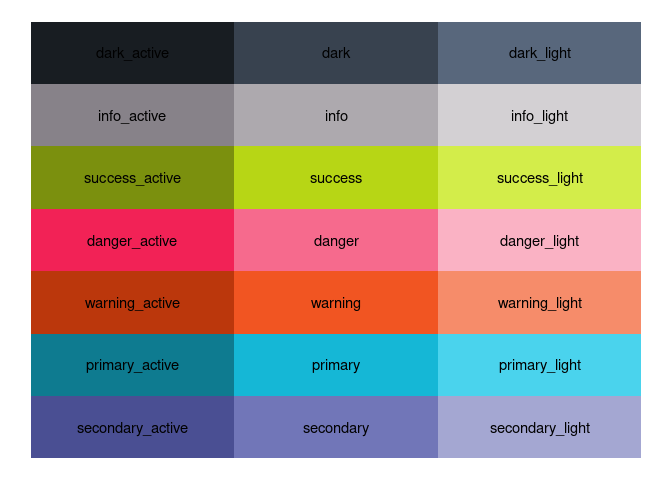 dark_active dark dark_light
info_active info info_light
success_active success success_light
danger_active danger danger_light
warning_active warning warning_light
primary_active primary primary_light
secondary_active secondary secondary_light